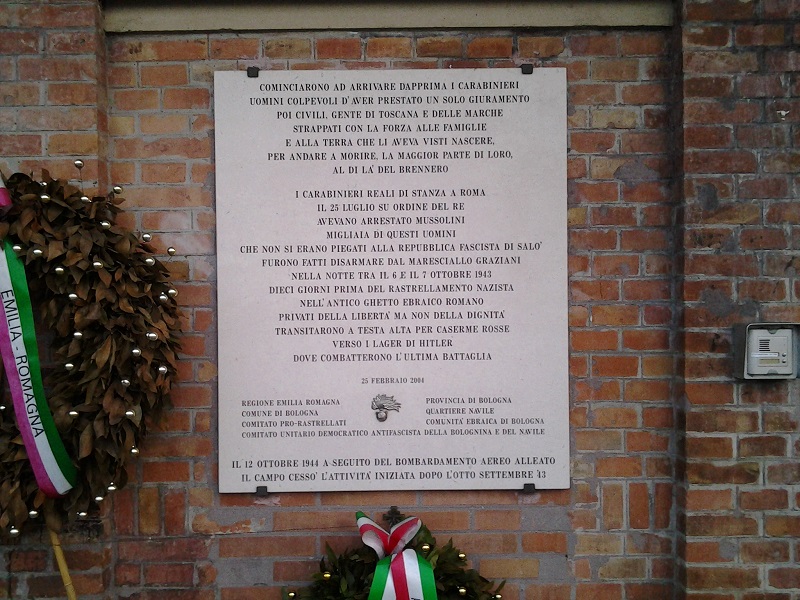 COMINCIARONO AD ARRIVARE DAPPRIMA I CARABINIERI
UOMINI COLPEVOLI D'AVER PRESTATO UN SOLO GIURAMENTO
POI CIVILI, GENTE DI TOSCANA E DELLE MARCHE
STRAPPATI CON LA FORZA ALLE FAMIGLIE
E ALLA TERRA CHE LI AVEVA VISTI NASCERE,
PER ANDARE A MORIRE, LA MAGGIOR PARTE DI LORO,
AL DI LA' DEL BRENNERO
I CARABINIERI REALI DI STANZA A ROMA
IL 25 LUGLIO SU ORDINE DEL RE
AVEVANO ARRESTATO MUSSOLINI
MIGLIAIA DI QUESTI UOMINI
CHE NON SI ERANO PIEGATI ALLA REPUBBLICA FASCISTA DI SALO'
FURONO FATTI DISARMARE DAL MARESCIALLO GRAZIANI
NELLA NOTTE TRA IL 6 E IL 7 OTTOBRE 1943
DIECI GIORNI PRIMA DEL RASTRELLAMENTO NAZISTA
NELL'ANTICO GHETTO EBRAICO ROMANO
PRIVATI DELLA LIBERTA' MA NON DELLA DIGNITA'
TRANSITARONO A TESTA ALTA PER CASERME ROSSE
VERSO I LAGER DI HITLER
DOVE COMBATTERONO L'ULTIMA BATTAGLIA
25 FEBBRAIO 2004
REGIONE EMILIA ROMAGNA
COMUNE DI BOLOGNA
COMITATO PRO-RASTRELLATI
PROVINCIA DI BOLOGNA
QUARTIERE NAVILE
COMUNITA' EBRAICA DI BOLOGNA
COMITATO UNITARIO DEMOCRATICO ANTIFASCISTA DELLA BOLOGNINA E DEL NAVILE
IL 12 OTTOBRE 1944 A SEGUITO DEL BOMBARDAMENTO AEREO ALLEATO
IL CAMPO CESSO' L'ATTIVITA' INIZIATA DOPO L'OTTO SETTEMBRE '43
EMILIA - ROMAGNA